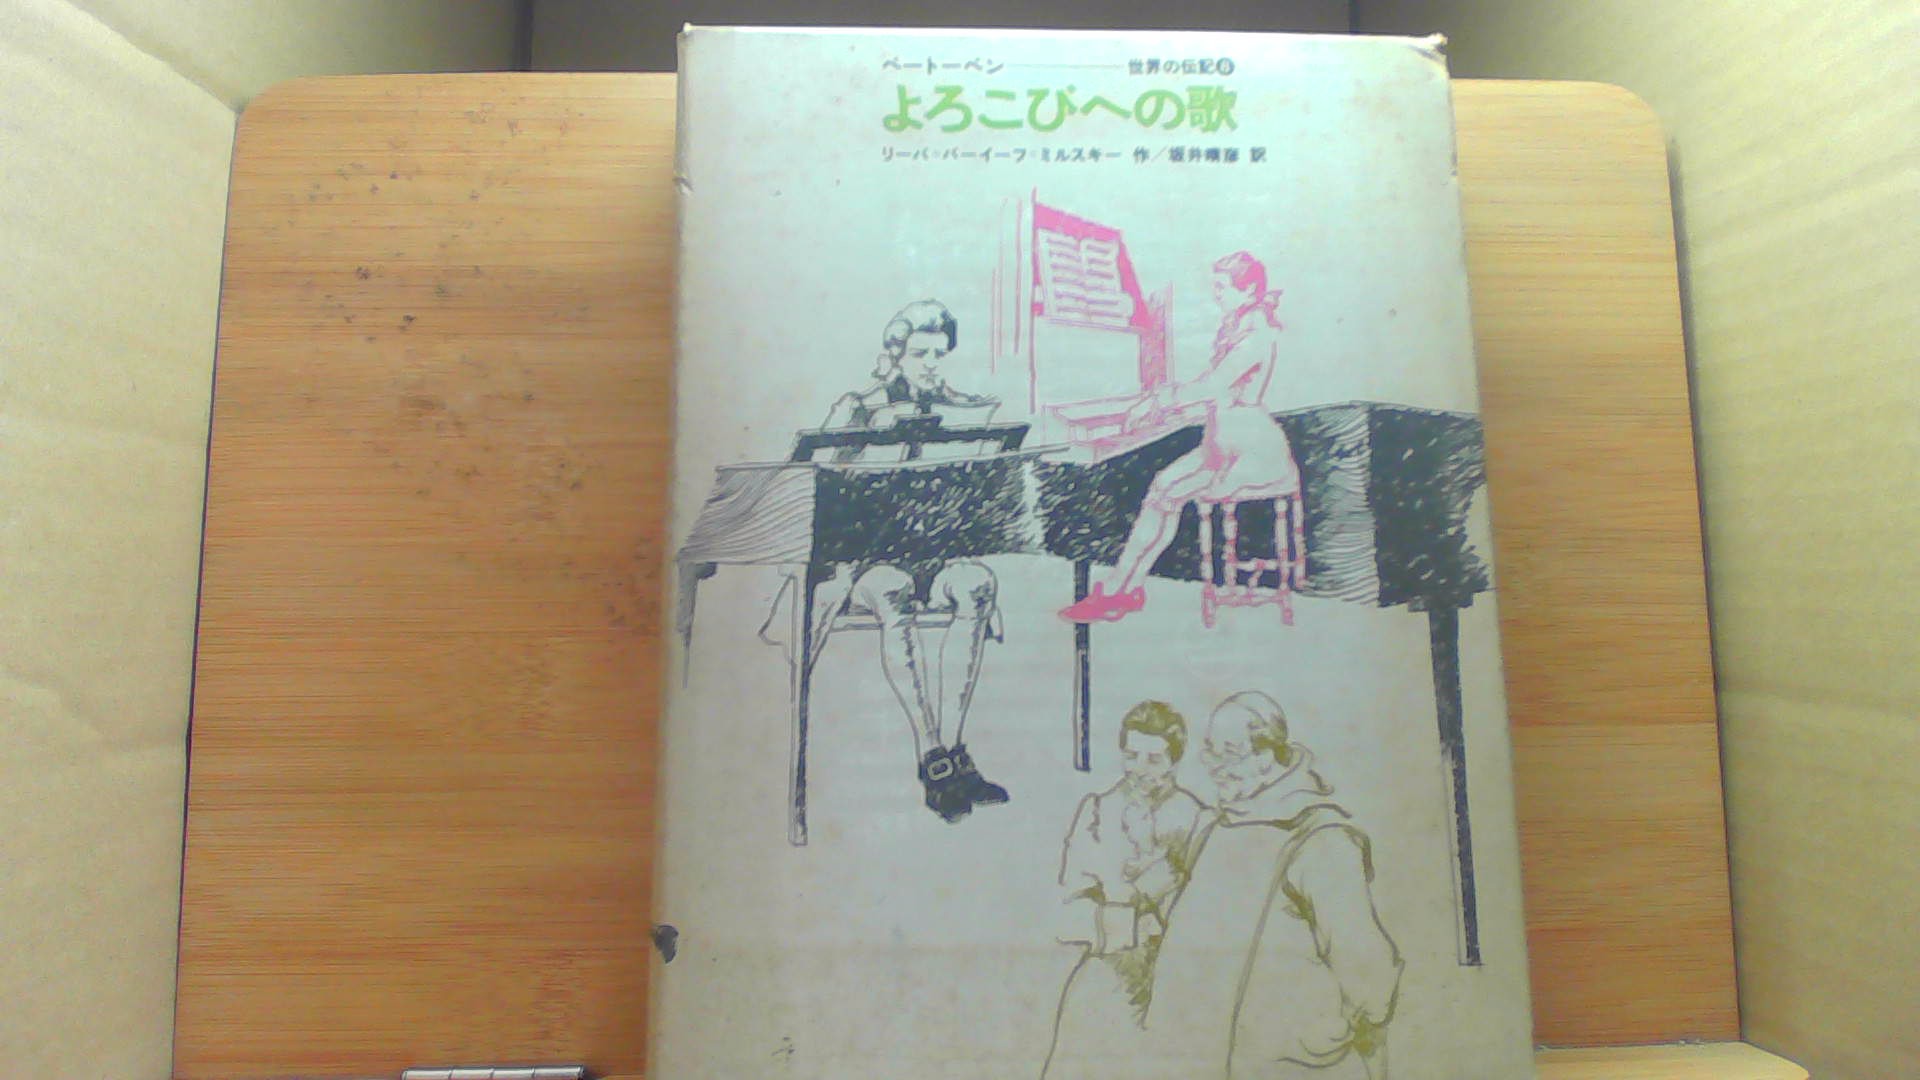 ベートーベン――――世界の伝記❻
よろこびへの歌
リーバ=バーイーフ=ミルスキー 作／坂井晴彦 訳